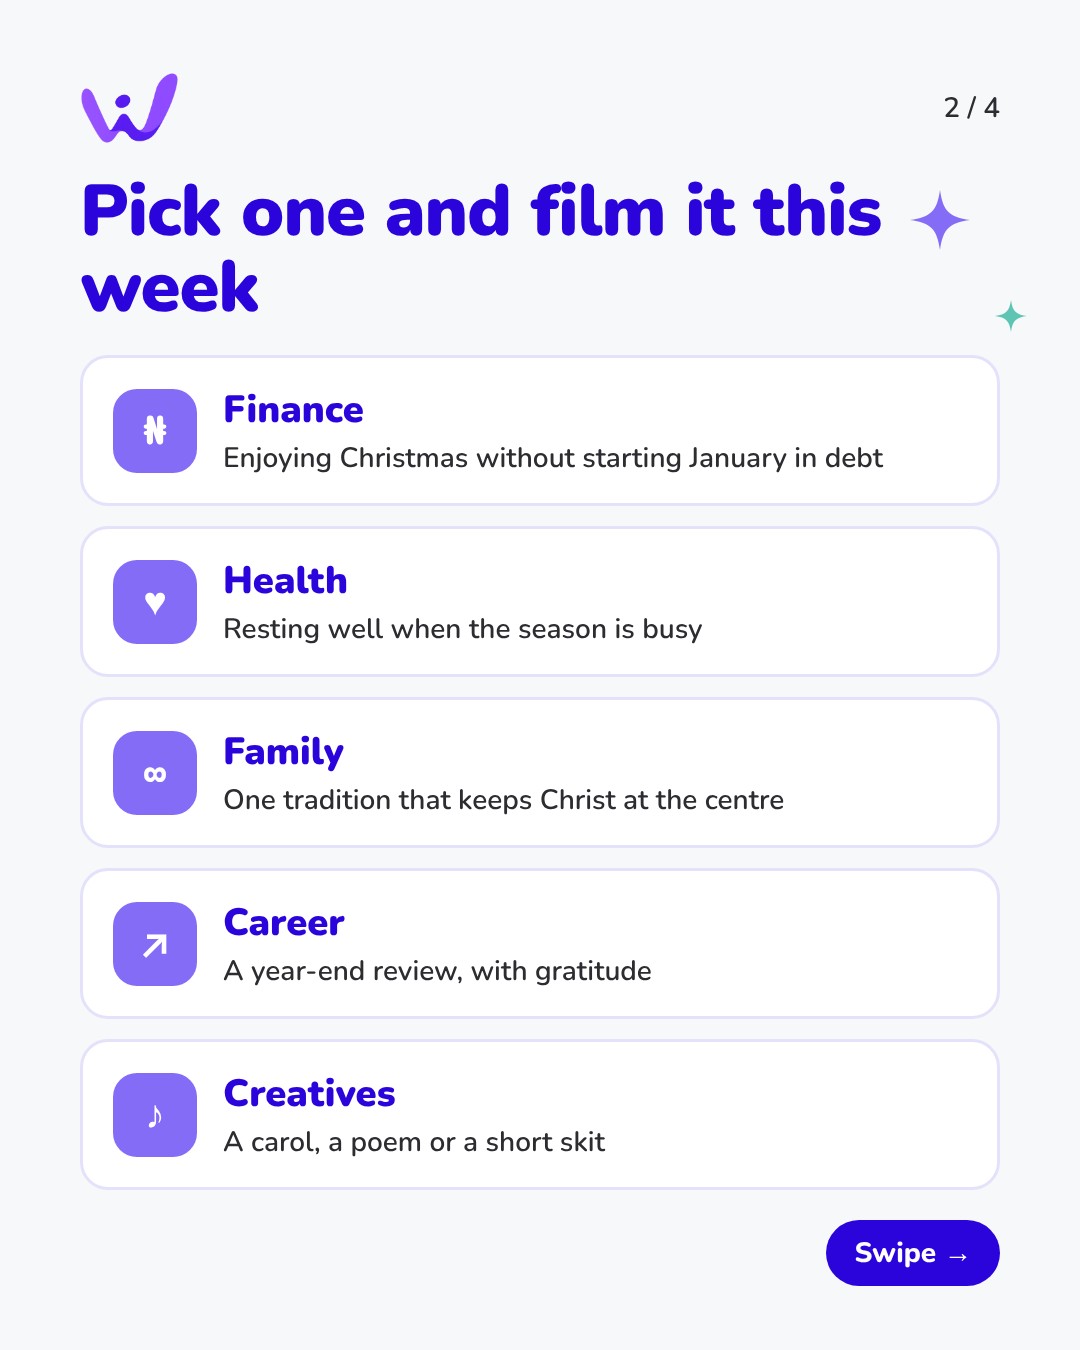 2 / 4
Pick one and film it this
week
₦
Finance
Enjoying Christmas without starting January in debt
♥
Health
Resting well when the season is busy
∞
Family
One tradition that keeps Christ at the centre
↗
Career
A year-end review, with gratitude
♪
Creatives
A carol, a poem or a short skit
Swipe →